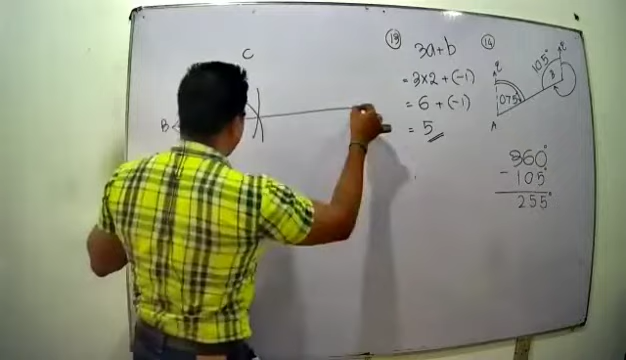 C
B
13
3a+b
= 3×2 + (-1)
= 6 + (-1)
= 5
14
105°
B
075°
A
360°
- 105°
255°